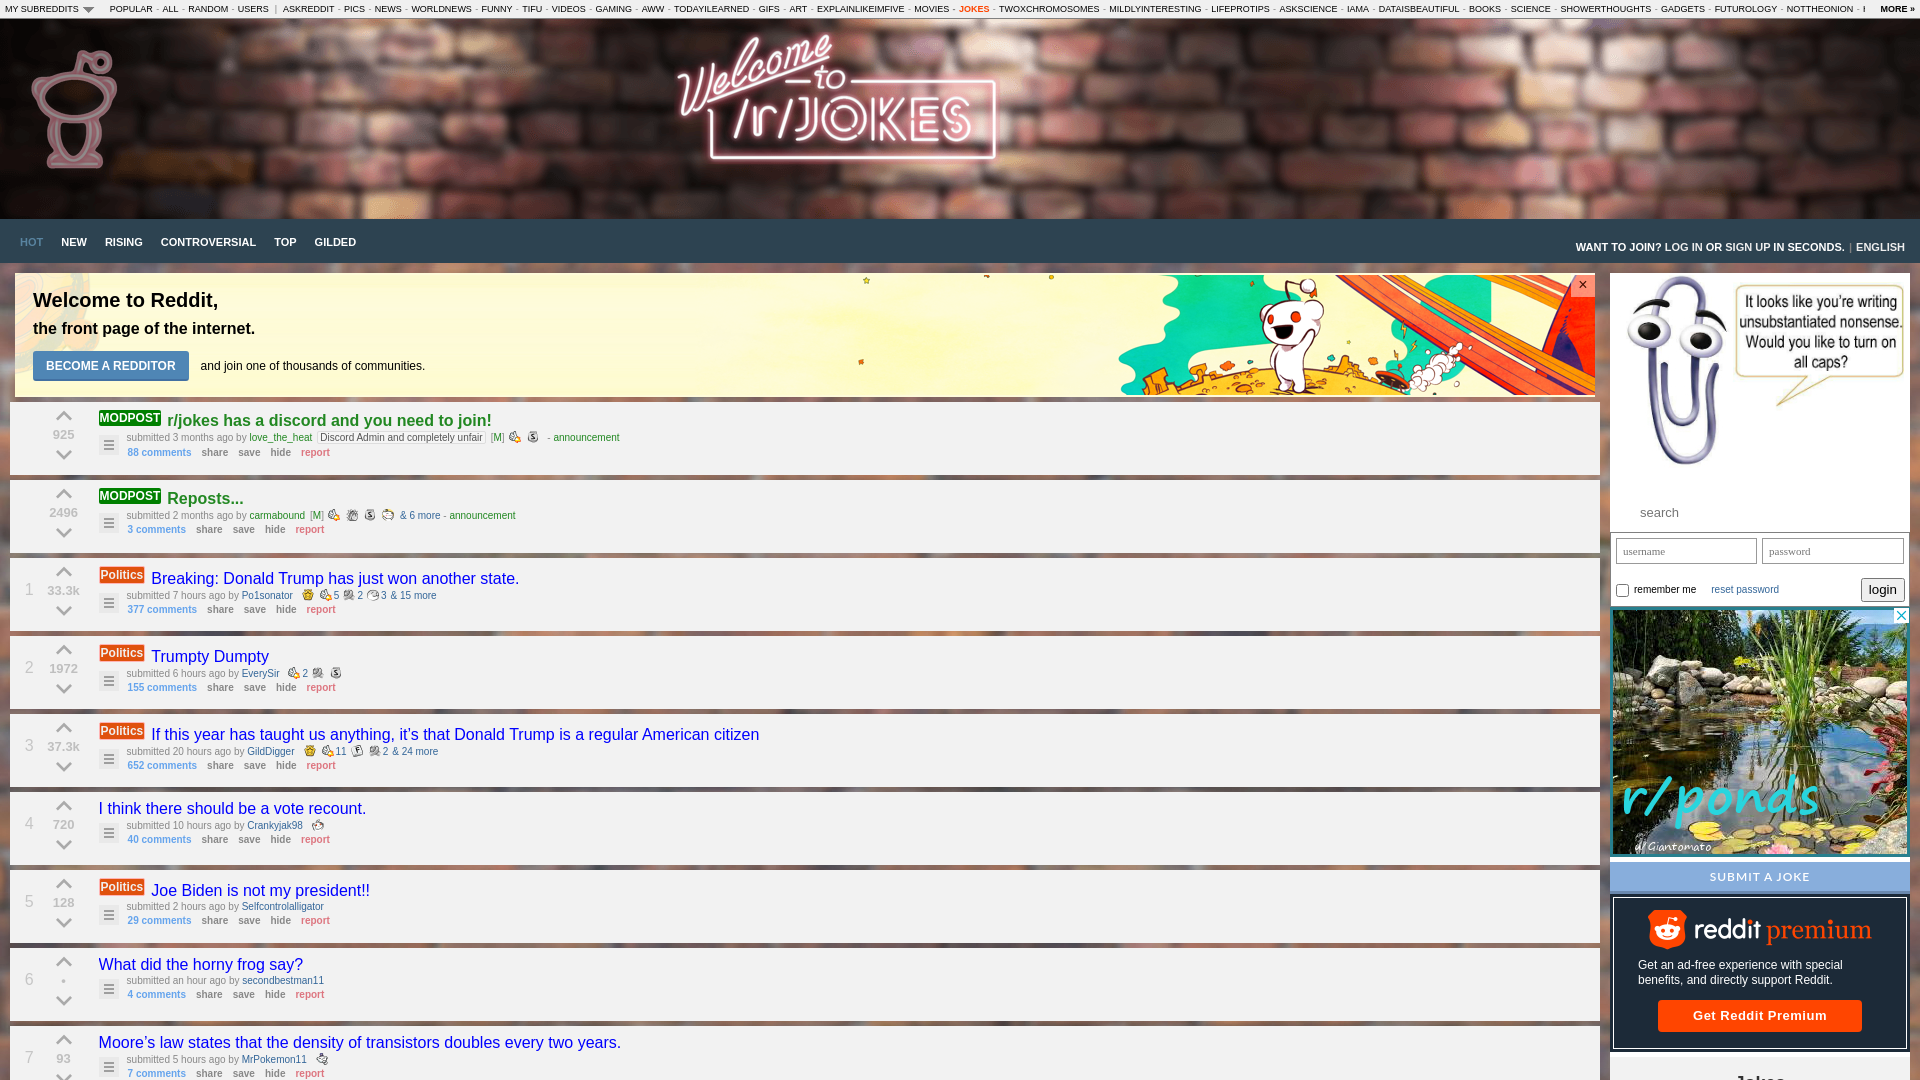 MY SUBREDDITS POPULAR - ALL - RANDOM - USERS | ASKREDDIT - PICS - NEWS - WORLDNEWS - FUNNY - TIFU - VIDEOS - GAMING - AWW - TODAYILEARNED - GIFS - ART - EXPLAINLIKEIMFIVE - MOVIES - JOKES - TWOXCHROMOSOMES - MILDLYINTERESTING - LIFEPROTIPS - ASKSCIENCE - IAMA - DATAISBEAUTIFUL - BOOKS - SCIENCE - SHOWERTHOUGHTS - GADGETS - FUTUROLOGY - NOTTHEONION - MORE »
Welcome
to
/r/JOKES
HOT NEW RISING CONTROVERSIAL TOP GILDED
WANT TO JOIN? LOG IN OR SIGN UP IN SECONDS. | ENGLISH
Welcome to Reddit,
the front page of the internet.
BECOME A REDDITOR and join one of thousands of communities.
×
925
MODPOST r/jokes has a discord and you need to join!
submitted 3 months ago by love_the_heat Discord Admin and completely unfair [M] - announcement
88 comments share save hide report
2496
MODPOST Reposts...
submitted 2 months ago by carmabound [M] & 6 more - announcement
3 comments share save hide report
1 33.3k
Politics Breaking: Donald Trump has just won another state.
submitted 7 hours ago by Po1sonator 5 2 3 & 15 more
377 comments share save hide report
2 1972
Politics Trumpty Dumpty
submitted 6 hours ago by EverySir 2
155 comments share save hide report
3 37.3k
Politics If this year has taught us anything, it’s that Donald Trump is a regular American citizen
submitted 20 hours ago by GildDigger 11 2 & 24 more
652 comments share save hide report
4 720
I think there should be a vote recount.
submitted 10 hours ago by Crankyjak98
40 comments share save hide report
5 128
Politics Joe Biden is not my president!!
submitted 2 hours ago by Selfcontrolalligator
29 comments share save hide report
6 •
What did the horny frog say?
submitted an hour ago by secondbestman11
4 comments share save hide report
7 93
Moore’s law states that the density of transistors doubles every two years.
submitted 5 hours ago by MrPokemon11
7 comments share save hide report
It looks like you’re writing
unsubstantiated nonsense.
Would you like to turn on
all caps?
search
username password
remember me reset password login
r/ponds
u/Giantomato
SUBMIT A JOKE
reddit premium
Get an ad-free experience with special
benefits, and directly support Reddit.
Get Reddit Premium
Jokes